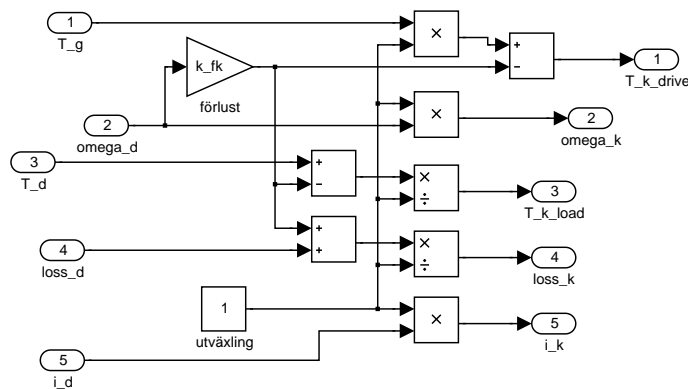 1
T_g
×
+
−
1
T_k_drive
k_fk
förlust
2
omega_d
×
2
omega_k
3
T_d
+
−
×
÷
3
T_k_load
4
loss_d
+
+
×
÷
4
loss_k
1
utväxling
×
5
i_k
5
i_d